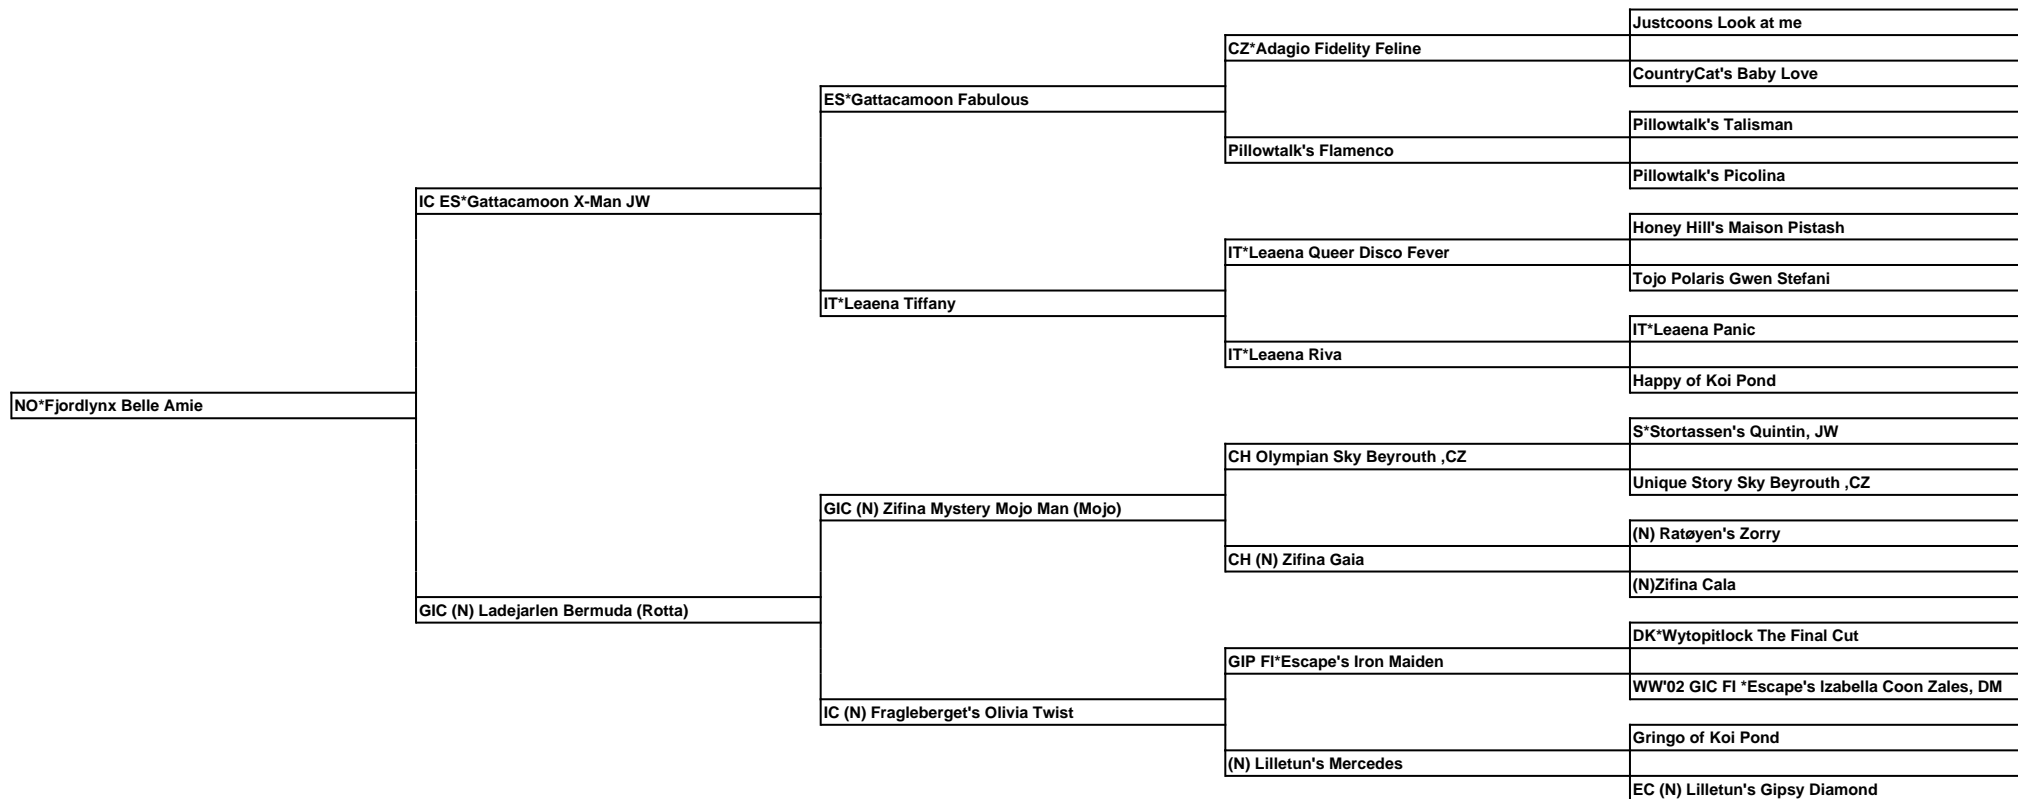 Justcoons Look at me
CZ*Adagio Fidelity Feline
CountryCat's Baby Love
ES*Gattacamoon Fabulous
Pillowtalk's Talisman
Pillowtalk's Flamenco
Pillowtalk's Picolina
IC ES*Gattacamoon X-Man JW
Honey Hill's Maison Pistash
IT*Leaena Queer Disco Fever
Tojo Polaris Gwen Stefani
IT*Leaena Tiffany
IT*Leaena Panic
IT*Leaena Riva
Happy of Koi Pond
NO*Fjordlynx Belle Amie
S*Stortassen's Quintin, JW
CH Olympian Sky Beyrouth ,CZ
Unique Story Sky Beyrouth ,CZ
GIC (N) Zifina Mystery Mojo Man (Mojo)
(N) Ratøyen's Zorry
CH (N) Zifina Gaia
(N)Zifina Cala
GIC (N) Ladejarlen Bermuda (Rotta)
DK*Wytopitlock The Final Cut
GIP FI*Escape's Iron Maiden
WW'02 GIC FI *Escape's Izabella Coon Zales, DM
IC (N) Fragleberget's Olivia Twist
Gringo of Koi Pond
(N) Lilletun's Mercedes
EC (N) Lilletun's Gipsy Diamond